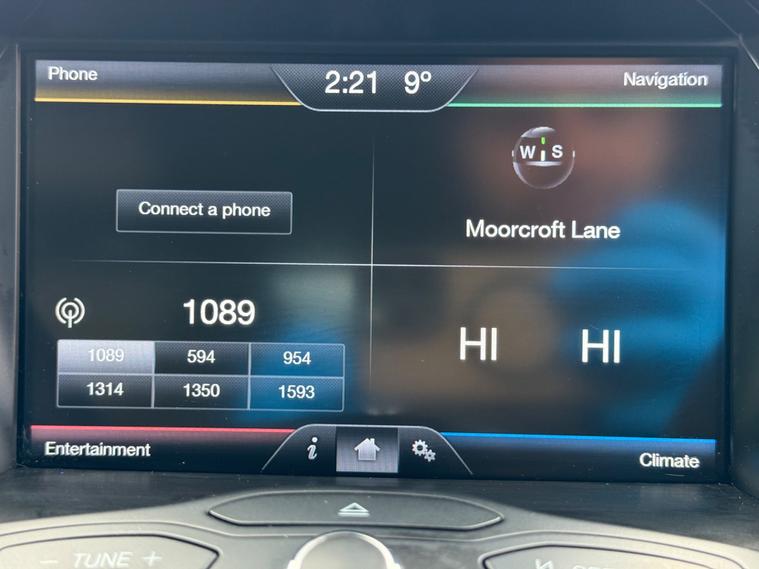 Phone
2:21 9°
Navigation
W S
Connect a phone
Moorcroft Lane
1089
1089 594 954
1314 1350 1593
HI HI
Entertainment
i
Climate
− TUNE +